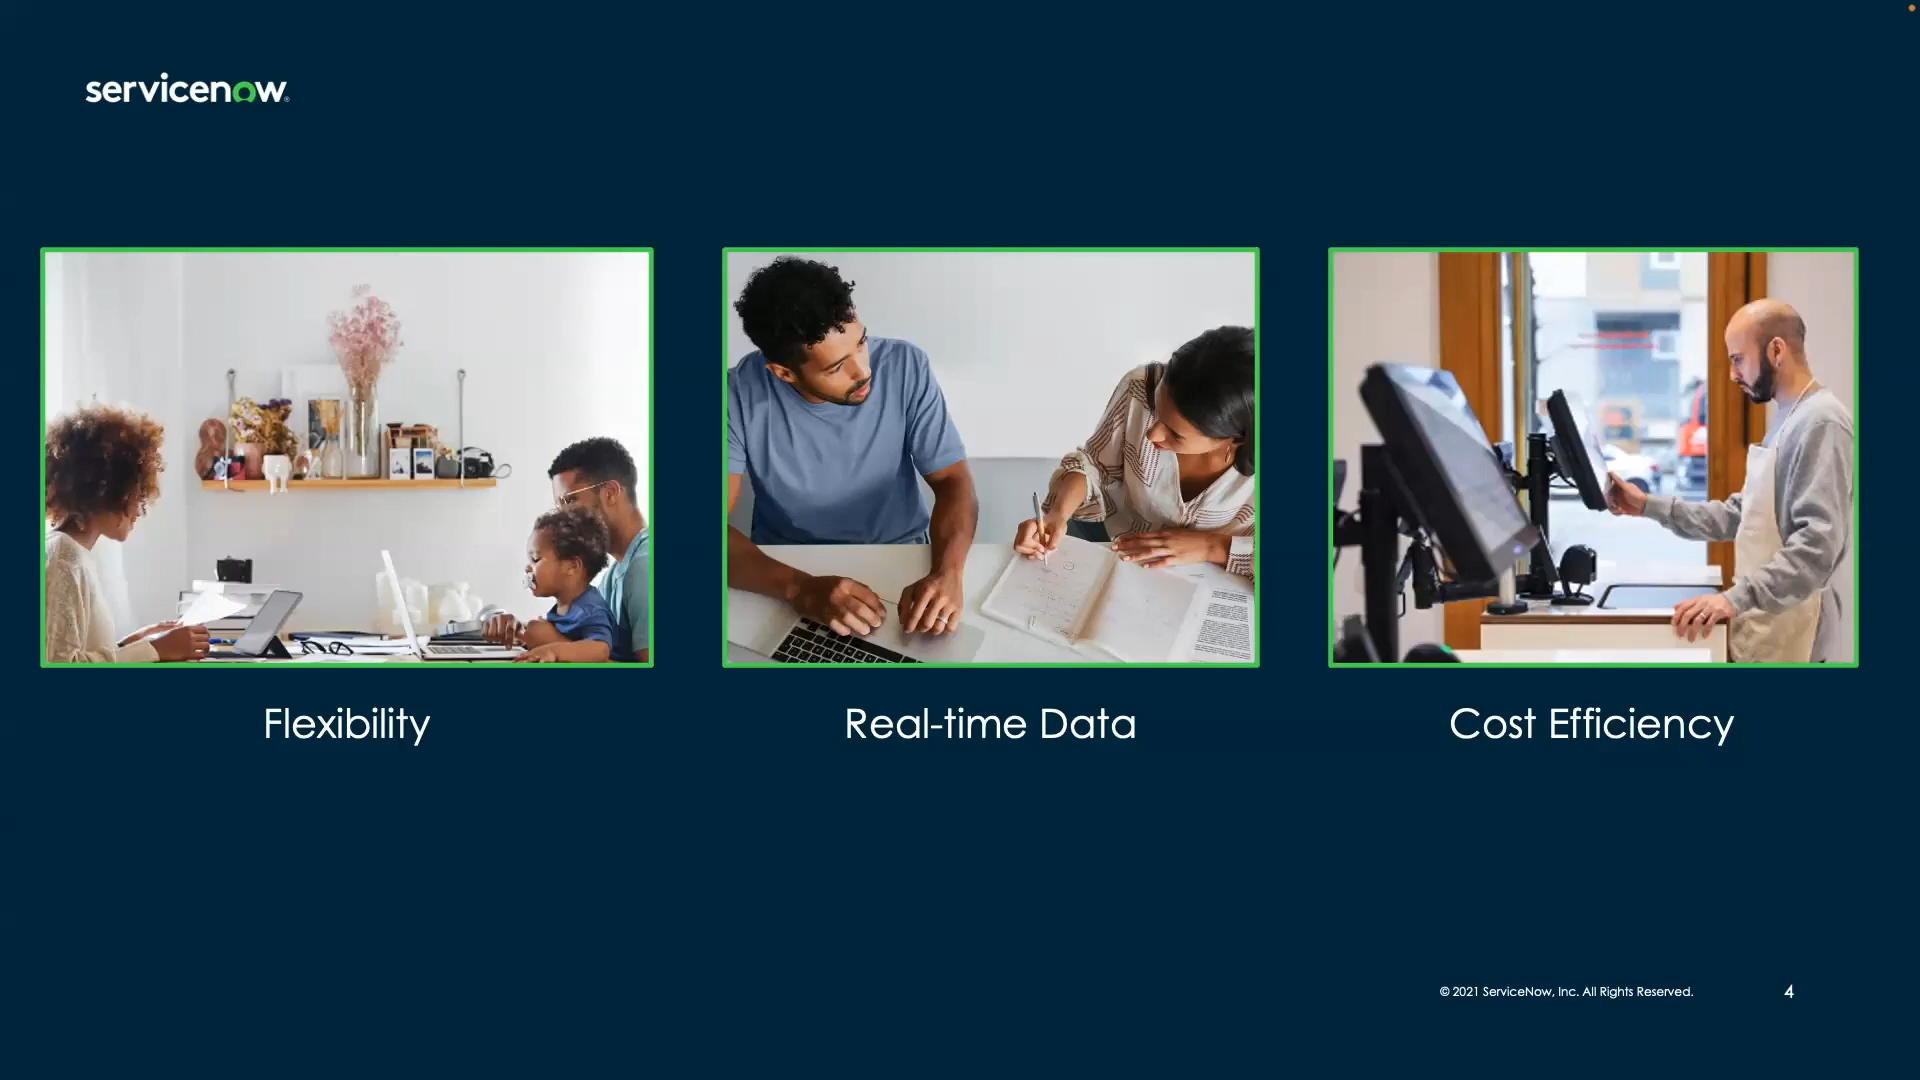 servicenow
Flexibility
Real-time Data
Cost Efficiency
© 2021 ServiceNow, Inc. All Rights Reserved.
4